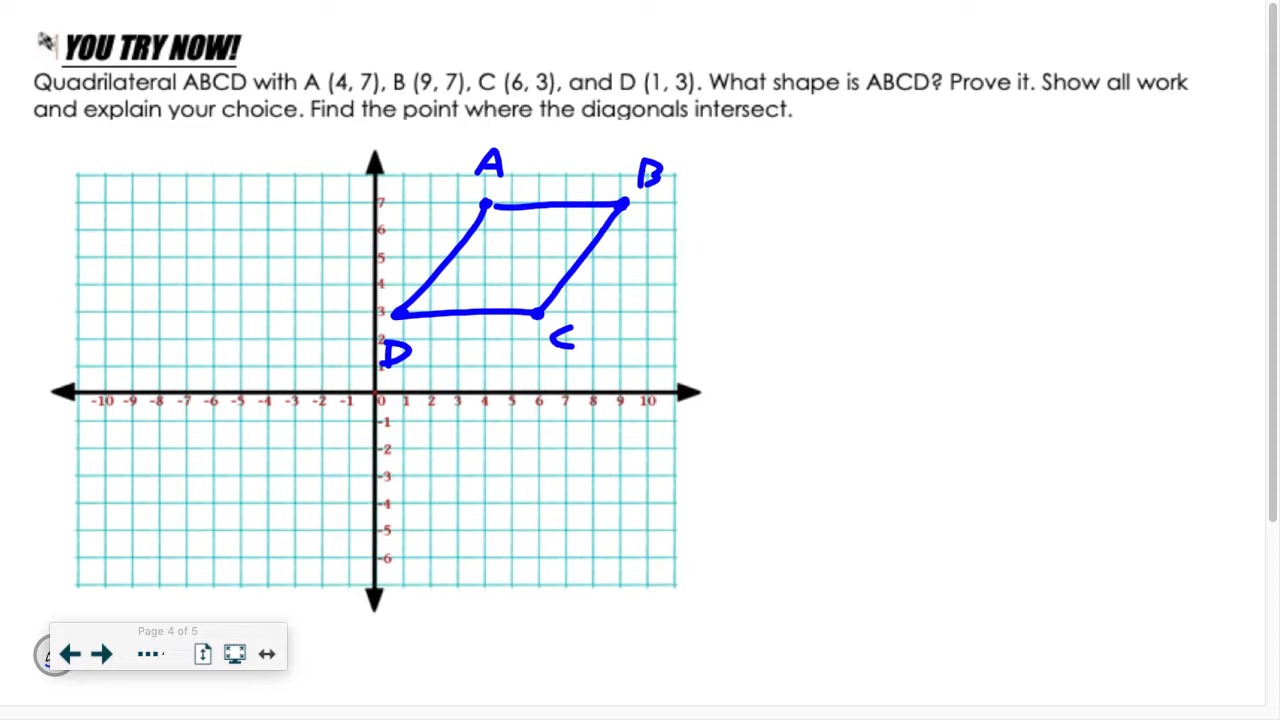 YOU TRY NOW!
Quadrilateral ABCD with A (4, 7), B (9, 7), C (6, 3), and D (1, 3). What shape is ABCD? Prove it. Show all work
and explain your choice. Find the point where the diagonals intersect.
A
B
7
6
5
4
3
2
1
D
C
-10 -9 -8 -7 -6 -5 -4 -3 -2 -1 0 1 2 3 4 5 6 7 8 9 10
-1
-2
-3
-4
-5
-6
Page 4 of 5